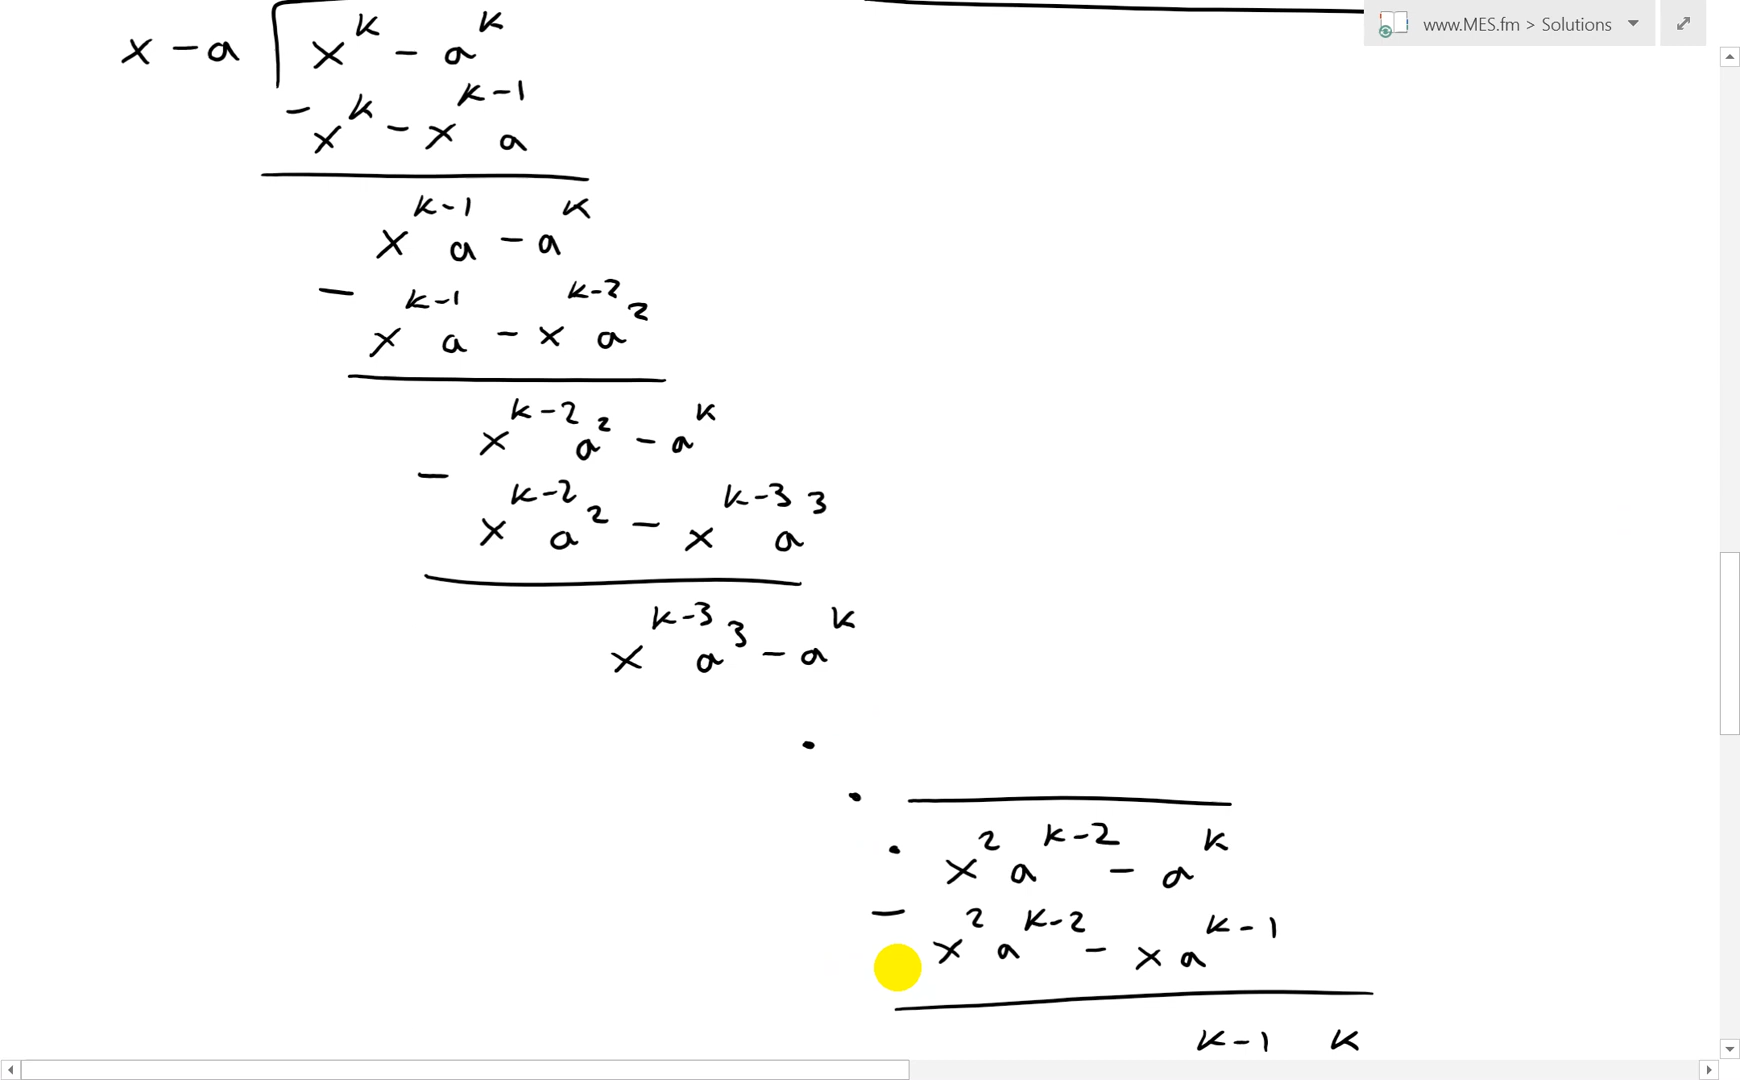 www.MES.fm > Solutions
x - a ⟌ x^k - a^k
- x^k - x^{k-1} a
x^{k-1} a - a^k
- x^{k-1} a - x^{k-2} a^2
x^{k-2} a^2 - a^k
- x^{k-2} a^2 - x^{k-3} a^3
x^{k-3} a^3 - a^k
.
.
. x^2 a^{k-2} - a^k
- x^2 a^{k-2} - x a^{k-1}
k-1 k